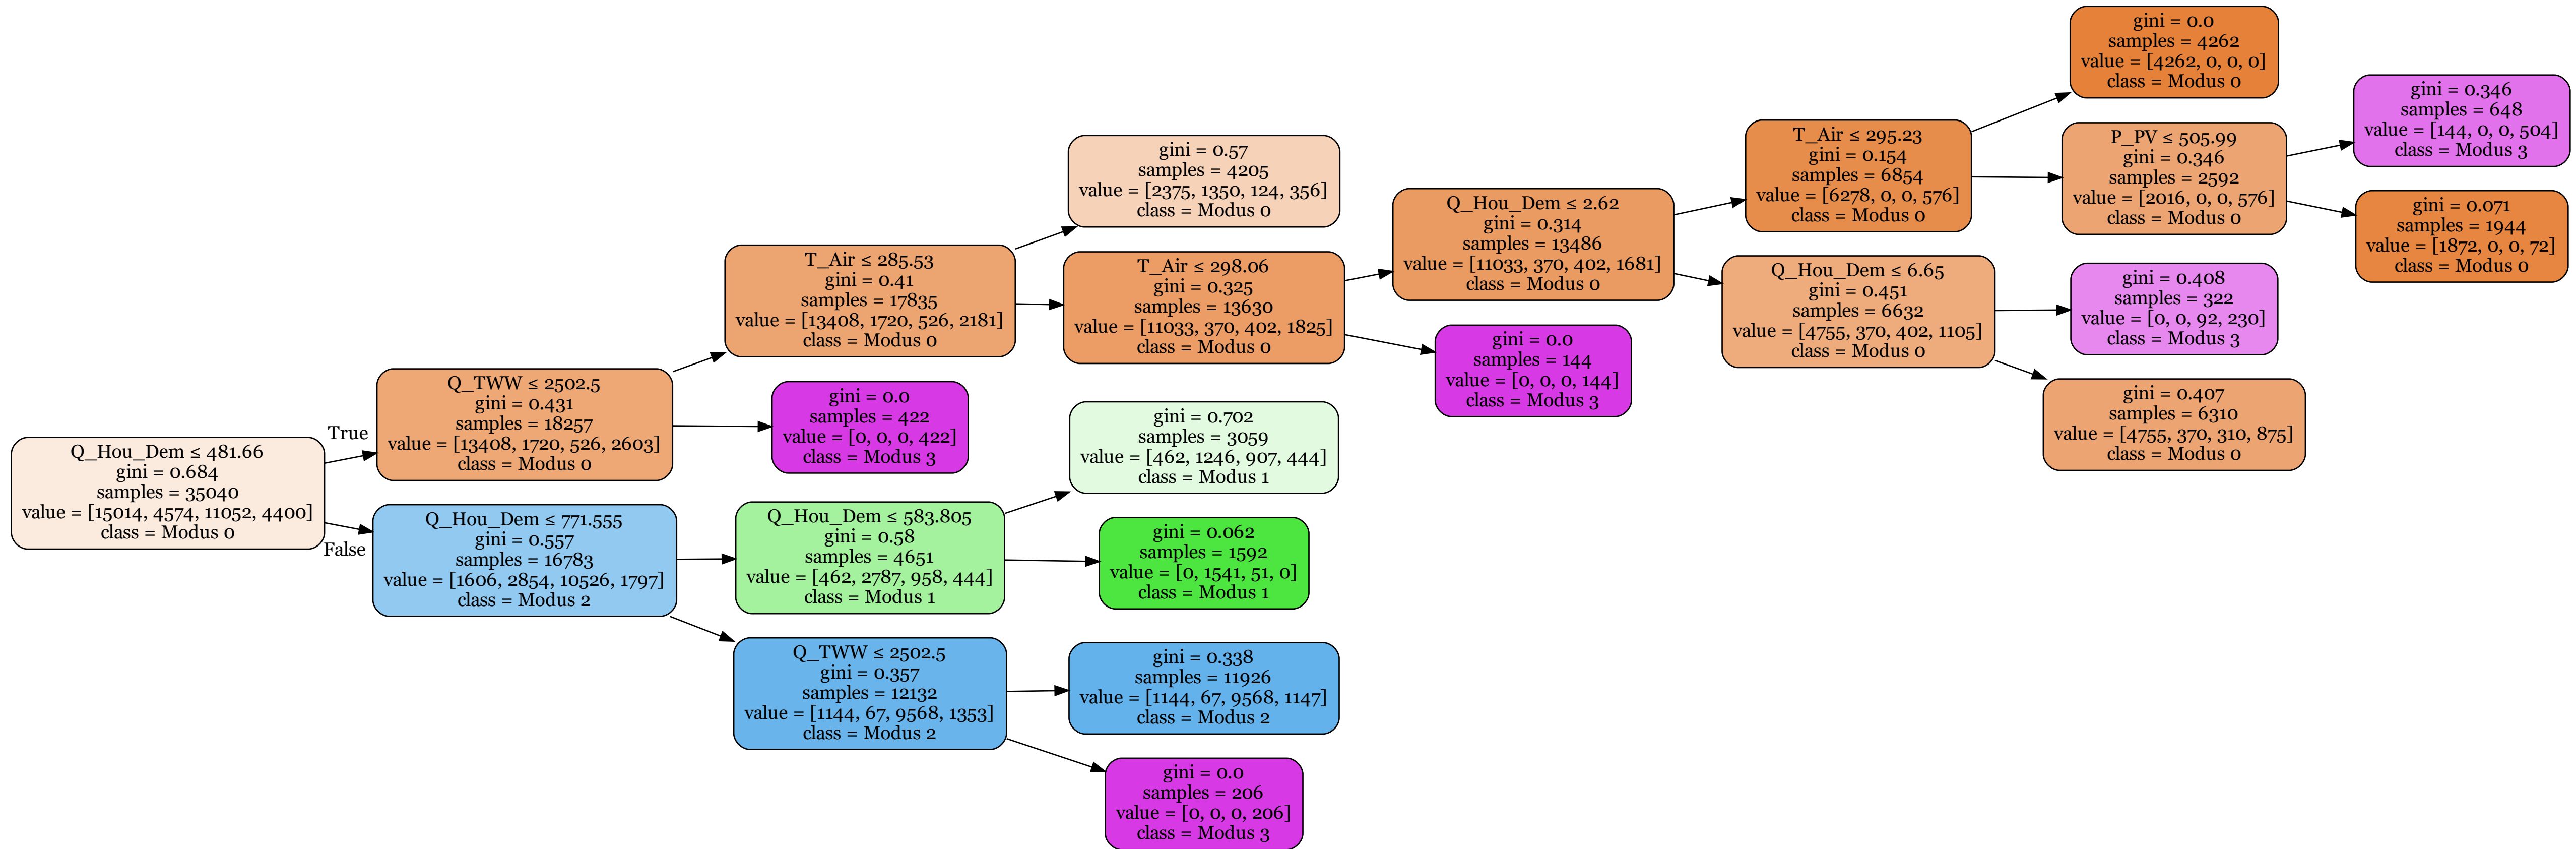 Q_Hou_Dem ≤ 481.66
gini = 0.684
samples = 35040
value = [15014, 4574, 11052, 4400]
class = Modus 0
True
False
Q_TWW ≤ 2502.5
gini = 0.431
samples = 18257
value = [13408, 1720, 526, 2603]
class = Modus 0
Q_Hou_Dem ≤ 771.555
gini = 0.557
samples = 16783
value = [1606, 2854, 10526, 1797]
class = Modus 2
T_Air ≤ 285.53
gini = 0.41
samples = 17835
value = [13408, 1720, 526, 2181]
class = Modus 0
gini = 0.0
samples = 422
value = [0, 0, 0, 422]
class = Modus 3
Q_Hou_Dem ≤ 583.805
gini = 0.58
samples = 4651
value = [462, 2787, 958, 444]
class = Modus 1
Q_TWW ≤ 2502.5
gini = 0.357
samples = 12132
value = [1144, 67, 9568, 1353]
class = Modus 2
gini = 0.57
samples = 4205
value = [2375, 1350, 124, 356]
class = Modus 0
T_Air ≤ 298.06
gini = 0.325
samples = 13630
value = [11033, 370, 402, 1825]
class = Modus 0
gini = 0.702
samples = 3059
value = [462, 1246, 907, 444]
class = Modus 1
gini = 0.062
samples = 1592
value = [0, 1541, 51, 0]
class = Modus 1
gini = 0.338
samples = 11926
value = [1144, 67, 9568, 1147]
class = Modus 2
gini = 0.0
samples = 206
value = [0, 0, 0, 206]
class = Modus 3
Q_Hou_Dem ≤ 2.62
gini = 0.314
samples = 13486
value = [11033, 370, 402, 1681]
class = Modus 0
gini = 0.0
samples = 144
value = [0, 0, 0, 144]
class = Modus 3
T_Air ≤ 295.23
gini = 0.154
samples = 6854
value = [6278, 0, 0, 576]
class = Modus 0
Q_Hou_Dem ≤ 6.65
gini = 0.451
samples = 6632
value = [4755, 370, 402, 1105]
class = Modus 0
gini = 0.0
samples = 4262
value = [4262, 0, 0, 0]
class = Modus 0
P_PV ≤ 505.99
gini = 0.346
samples = 2592
value = [2016, 0, 0, 576]
class = Modus 0
gini = 0.408
samples = 322
value = [0, 0, 92, 230]
class = Modus 3
gini = 0.407
samples = 6310
value = [4755, 370, 310, 875]
class = Modus 0
gini = 0.346
samples = 648
value = [144, 0, 0, 504]
class = Modus 3
gini = 0.071
samples = 1944
value = [1872, 0, 0, 72]
class = Modus 0